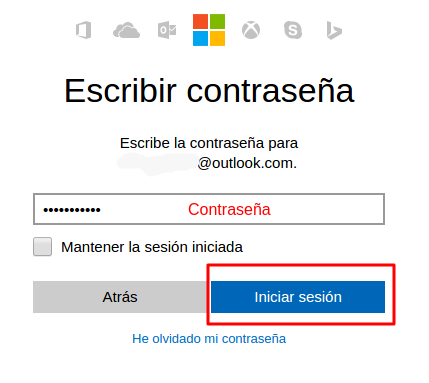 Escribir contraseña
Escribe la contraseña para
@outlook.com.
••••••••••• Contraseña
Mantener la sesión iniciada
Atrás
Iniciar sesión
He olvidado mi contraseña